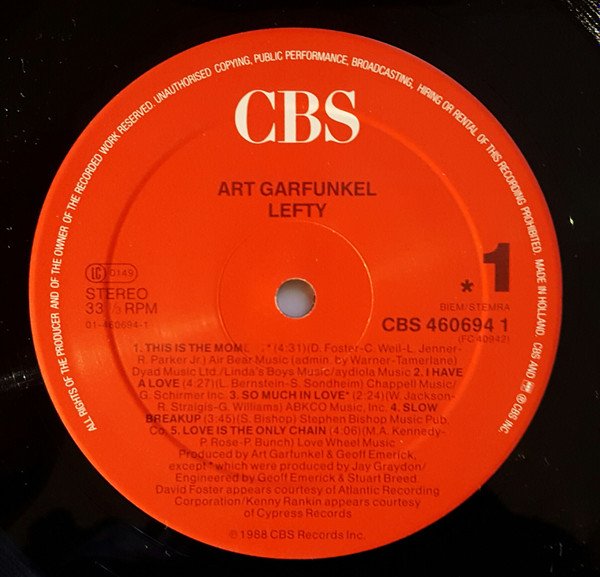 ALL RIGHTS OF THE PRODUCER AND OF THE OWNER OF THE RECORDED WORK RESERVED. UNAUTHORISED COPYING, PUBLIC PERFORMANCE, BROADCASTING, HIRING OR RENTAL OF THIS RECORDING PROHIBITED. MADE IN HOLLAND. CBS AND ® CBS INC.
CBS
ART GARFUNKEL
LEFTY
LC 0149
STEREO
33 1/3 RPM
01-460694-1
* 1
BIEM/STEMRA
CBS 460694 1
(FC 40942)
1. THIS IS THE MOMENT* (4:31)(D. Foster-C. Weil-L. Jenner-
R. Parker Jr.) Air Bear Music (admin. by Warner-Tamerlane)
Dyad Music Ltd./Linda's Boys Music/aydiola Music 2. I HAVE
A LOVE (4:27)(L. Bernstein-S. Sondheim) Chappell Music/
G. Schirmer Inc. 3. SO MUCH IN LOVE* (2:24)(W. Jackson-
R. Straigis-G. Williams) ABKCO Music, Inc. 4. SLOW
BREAKUP (3:45)(S. Bishop) Stephen Bishop Music Pub.
Co. 5. LOVE IS THE ONLY CHAIN (4:06)(M.A. Kennedy-
P. Rose-P. Bunch) Love Wheel Music
Produced by Art Garfunkel & Geoff Emerick,
except * which were produced by Jay Graydon/
Engineered by Geoff Emerick & Stuart Breed
David Foster appears courtesy of Atlantic Recording
Corporation/Kenny Rankin appears courtesy
of Cypress Records
℗ 1988 CBS Records Inc.